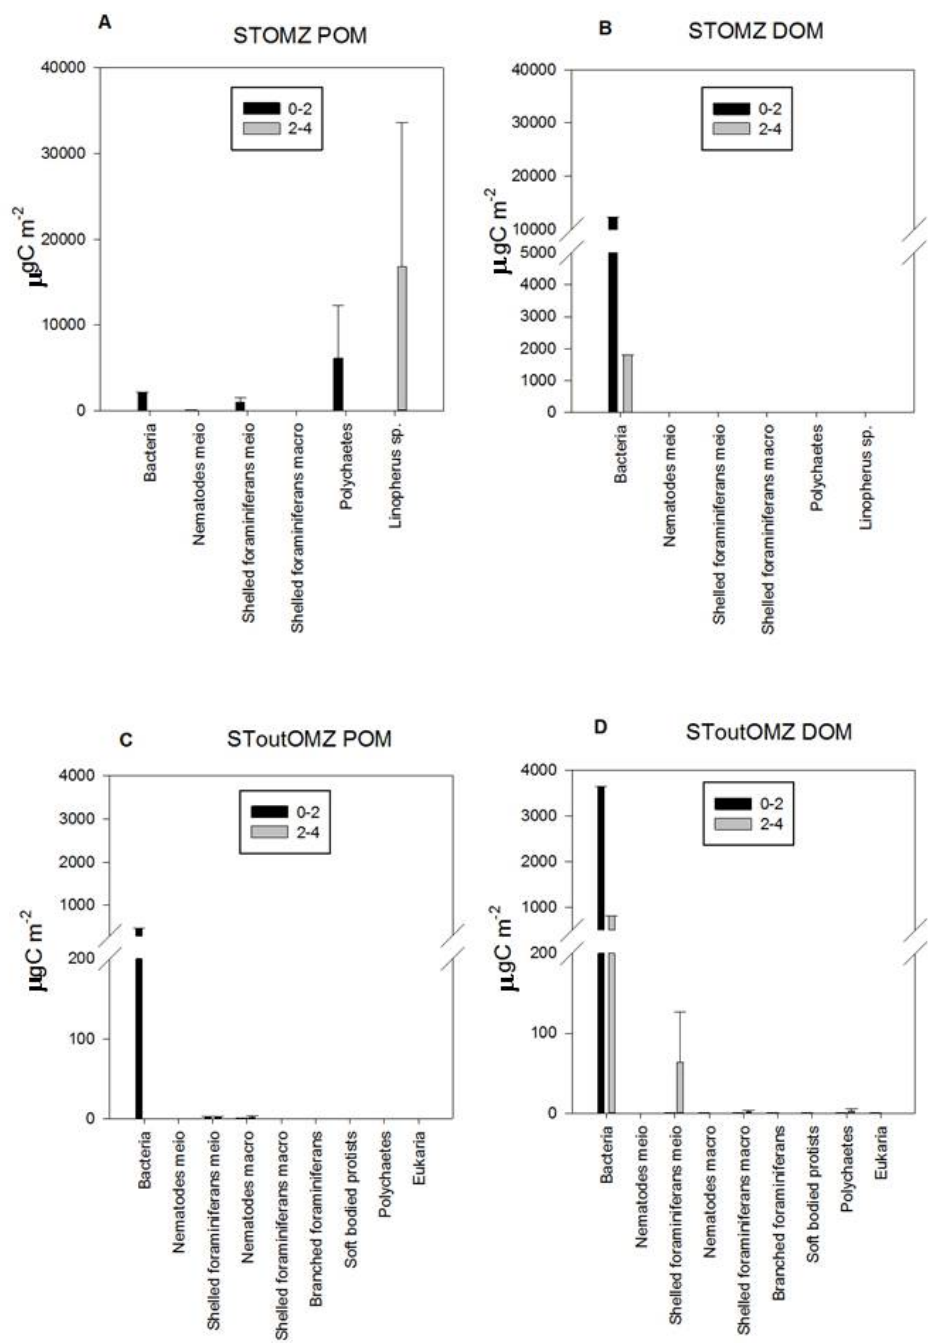 A
STOMZ POM
40000
30000
20000
10000
0
µgC m-2
0-2
2-4
Bacteria
Nematodes meio
Shelled foraminiferans meio
Shelled foraminiferans macro
Polychaetes
Linopherus sp.
B
STOMZ DOM
40000
30000
20000
10000
5000
4000
3000
2000
1000
0
µgC m-2
0-2
2-4
Bacteria
Nematodes meio
Shelled foraminiferans meio
Shelled foraminiferans macro
Polychaetes
Linopherus sp.
C
SToutOMZ POM
4000
3000
2000
1000
200
100
0
µgC m-2
0-2
2-4
Bacteria
Nematodes meio
Shelled foraminiferans meio
Nematodes macro
Shelled foraminiferans macro
Branched foraminiferans
Soft bodied protists
Polychaetes
Eukaria
D
SToutOMZ DOM
4000
3000
2000
1000
200
100
0
µgC m-2
0-2
2-4
Bacteria
Nematodes meio
Shelled foraminiferans meio
Nematodes macro
Shelled foraminiferans macro
Branched foraminiferans
Soft bodied protists
Polychaetes
Eukaria